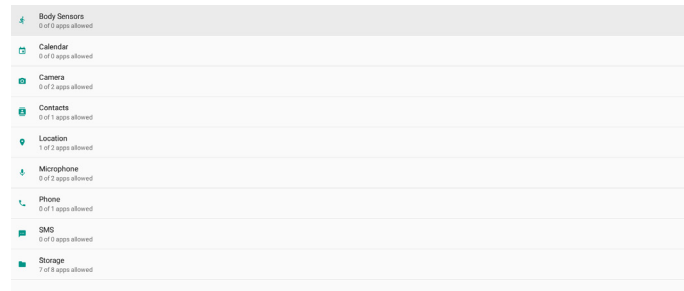 Body Sensors
0 of 0 apps allowed
Calendar
0 of 0 apps allowed
Camera
0 of 2 apps allowed
Contacts
0 of 1 apps allowed
Location
1 of 2 apps allowed
Microphone
0 of 2 apps allowed
Phone
0 of 1 apps allowed
SMS
0 of 0 apps allowed
Storage
7 of 8 apps allowed